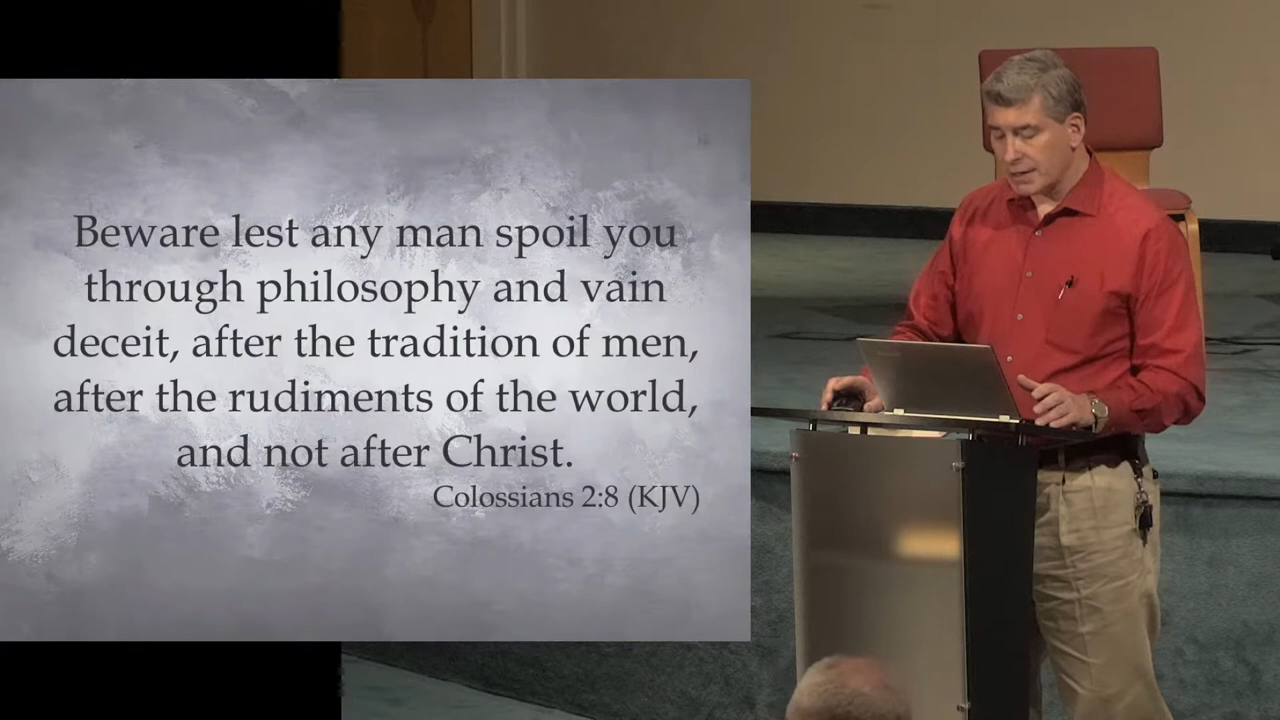 Beware lest any man spoil you
through philosophy and vain
deceit, after the tradition of men,
after the rudiments of the world,
and not after Christ.
Colossians 2:8 (KJV)